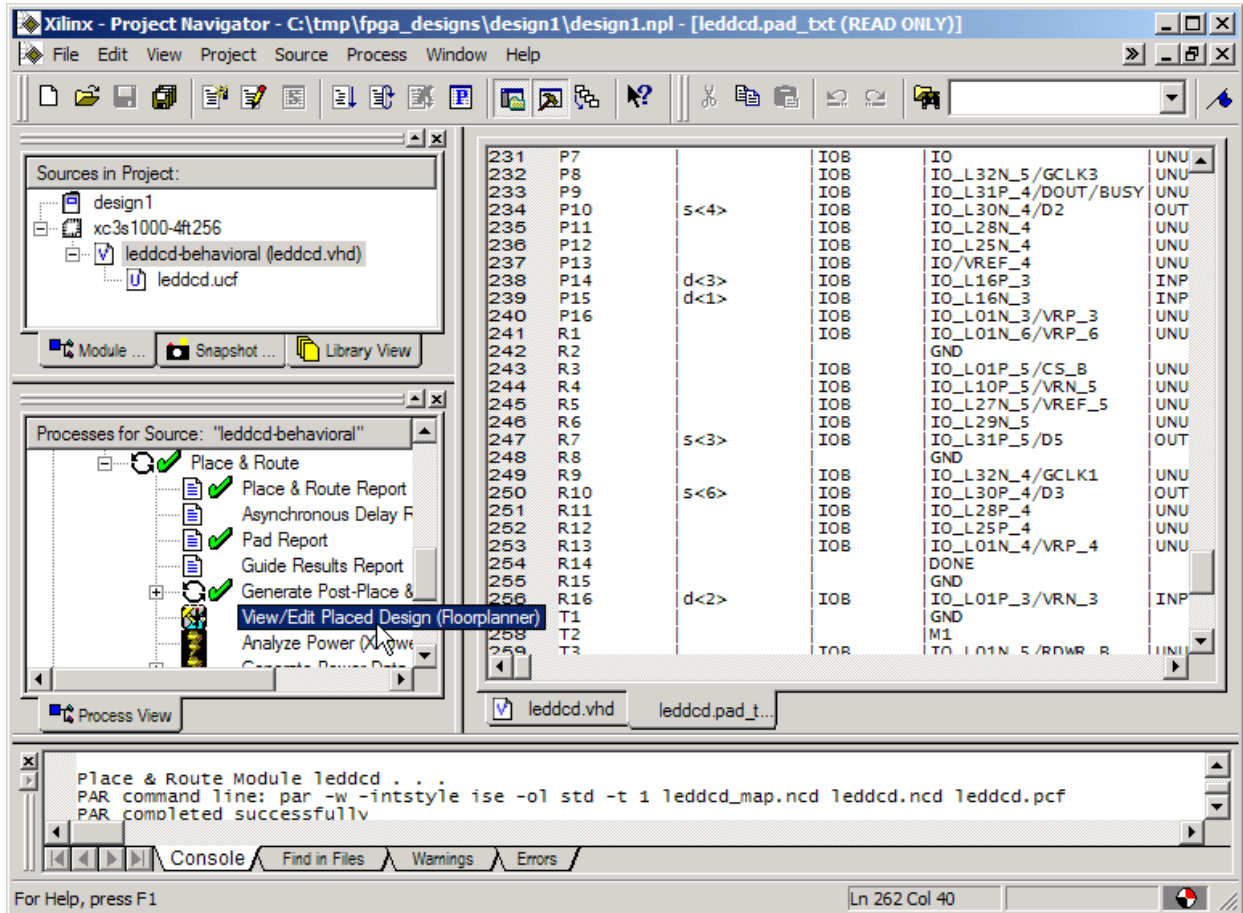 Xilinx - Project Navigator - C:\tmp\fpga_designs\design1\design1.npl - [leddcd.pad_txt (READ ONLY)]
File Edit View Project Source Process Window Help
Sources in Project:
design1
xc3s1000-4ft256
leddcd-behavioral (leddcd.vhd)
leddcd.ucf
Module ... Snapshot ... Library View
Processes for Source: "leddcd-behavioral"
Place & Route
Place & Route Report
Asynchronous Delay R
Pad Report
Guide Results Report
Generate Post-Place &
View/Edit Placed Design (Floorplanner)
Analyze Power
Generate Power Data
Process View
231 P7 | | IOB | IO | UNU
232 P8 | | IOB | IO_L32N_5/GCLK3 | UNU
233 P9 | | IOB | IO_L31P_4/DOUT/BUSY | UNU
234 P10 | s<4> | IOB | IO_L30N_4/D2 | OUT
235 P11 | | IOB | IO_L28N_4 | UNU
236 P12 | | IOB | IO_L25N_4 | UNU
237 P13 | | IOB | IO/VREF_4 | UNU
238 P14 | d<3> | IOB | IO_L16P_3 | INP
239 P15 | d<1> | IOB | IO_L16N_3 | INP
240 P16 | | IOB | IO_L01N_3/VRP_3 | UNU
241 R1 | | IOB | IO_L01N_6/VRP_6 | UNU
242 R2 | | | GND |
243 R3 | | IOB | IO_L01P_5/CS_B | UNU
244 R4 | | IOB | IO_L10P_5/VRN_5 | UNU
245 R5 | | IOB | IO_L27N_5/VREF_5 | UNU
246 R6 | | IOB | IO_L29N_5 | UNU
247 R7 | s<3> | IOB | IO_L31P_5/D5 | OUT
248 R8 | | | GND |
249 R9 | | IOB | IO_L32N_4/GCLK1 | UNU
250 R10 | s<6> | IOB | IO_L30P_4/D3 | OUT
251 R11 | | IOB | IO_L28P_4 | UNU
252 R12 | | IOB | IO_L25P_4 | UNU
253 R13 | | IOB | IO_L01N_4/VRP_4 | UNU
254 R14 | | | DONE |
255 R15 | | | GND |
256 R16 | d<2> | IOB | IO_L01P_3/VRN_3 | INP
T1 | | | GND |
258 T2 | | | M1 |
259 T3 | | IOB | IO_L01N_5/RDWR_B | UNU
leddcd.vhd leddcd.pad_t...
Place & Route Module leddcd . . .
PAR command line: par -w -intstyle ise -ol std -t 1 leddcd_map.ncd leddcd.ncd leddcd.pcf
PAR completed successfully
Console Find in Files Warnings Errors
For Help, press F1 Ln 262 Col 40